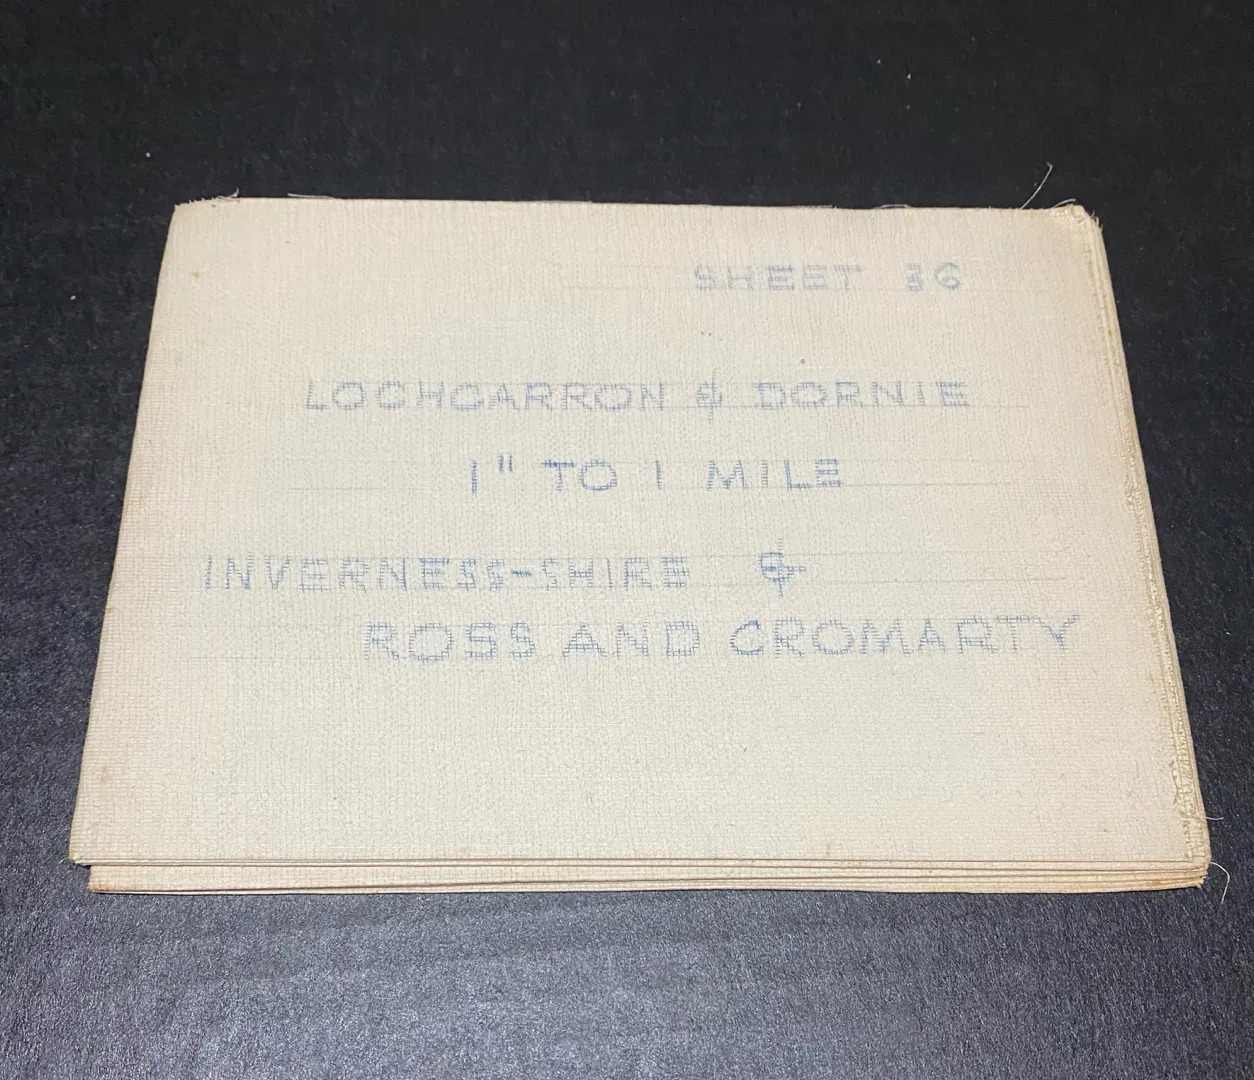 SHEET 36
LOCHCARRON & DORNIE
1" TO 1 MILE
INVERNESS-SHIRE &
ROSS AND CROMARTY